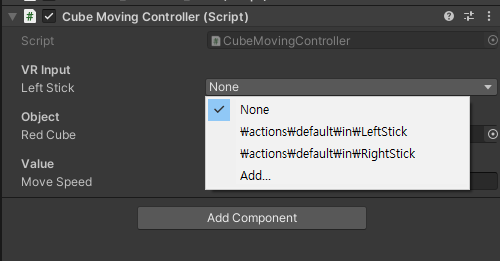 Cube Moving Controller (Script)
Script
CubeMovingController
VR Input
Left Stick
None
None
₩actions₩default₩in₩LeftStick
₩actions₩default₩in₩RightStick
Add...
Object
Red Cube
Value
Move Speed
Add Component